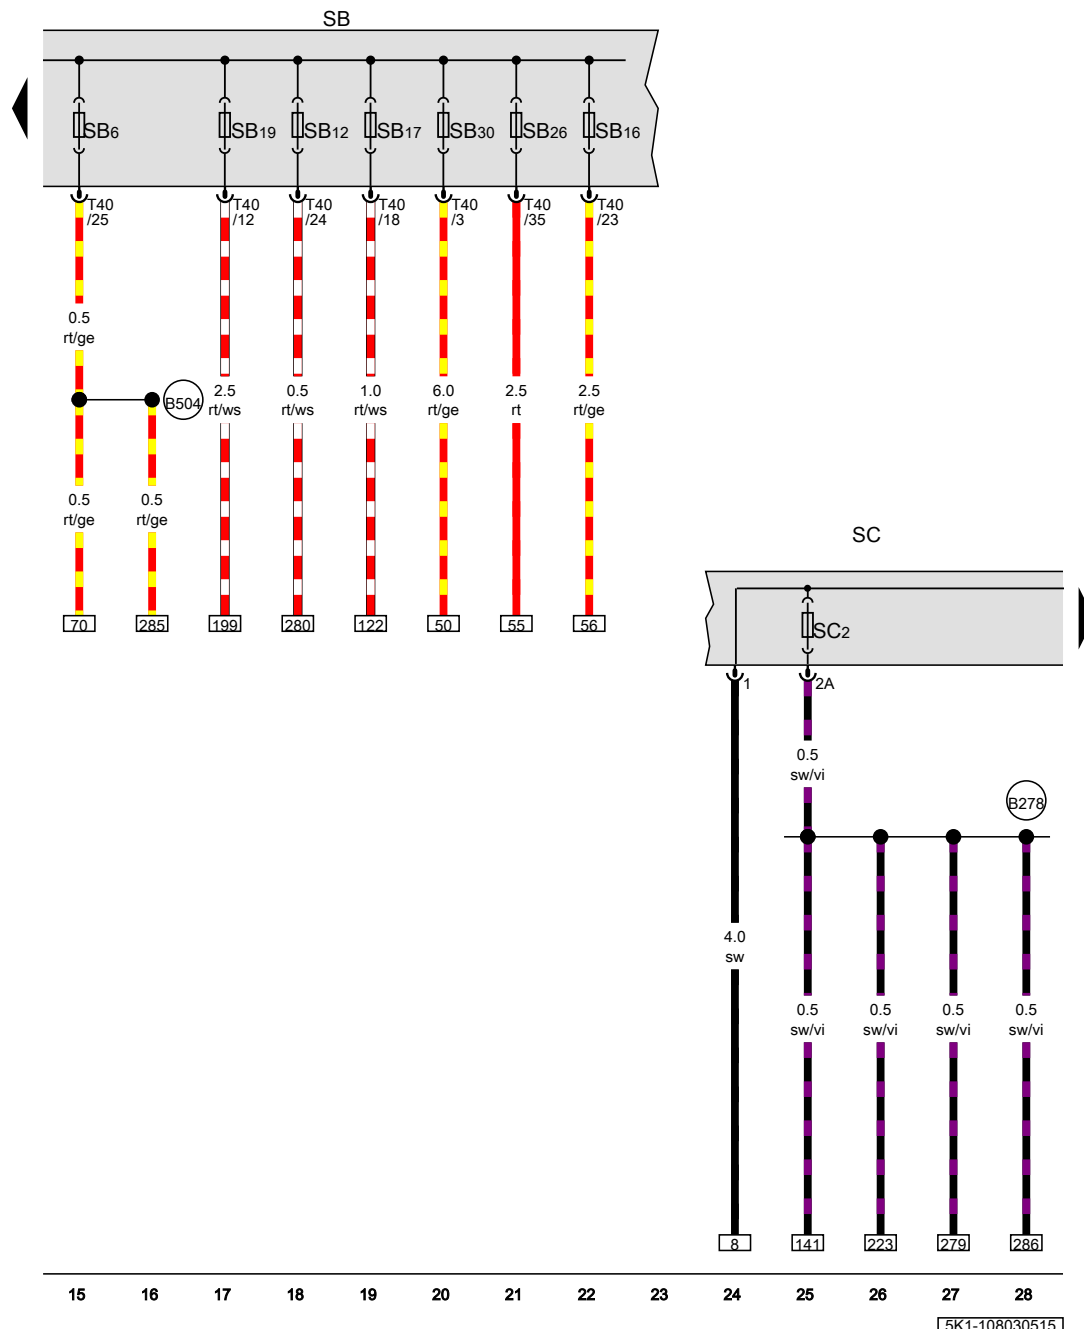 SB
SB6 SB19 SB12 SB17 SB30 SB26 SB16
T40 T40 T40 T40 T40 T40 T40
/25 /12 /24 /18 /3 /35 /23
0.5
rt/ge
B504
2.5 0.5 1.0 6.0 2.5 2.5
rt/ws rt/ws rt/ws rt/ge rt rt/ge
0.5 0.5
rt/ge rt/ge
70 285 199 280 122 50 55 56
SC
SC2
1 2A
0.5
sw/vi
B278
4.0
sw
0.5 0.5 0.5 0.5
sw/vi sw/vi sw/vi sw/vi
8 141 223 279 286
15 16 17 18 19 20 21 22 23 24 25 26 27 28
5K1-108030515